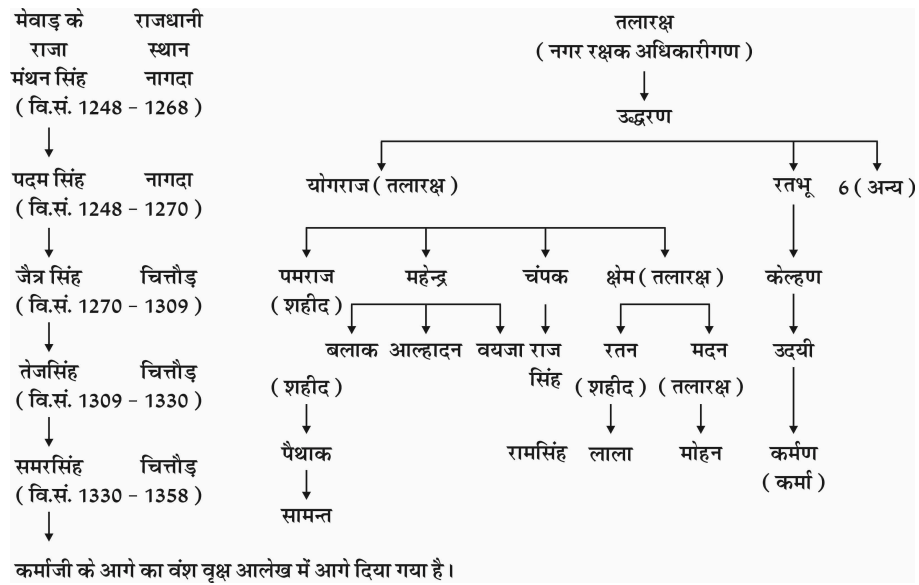 मेवाड़ के राजधानी तलारक्ष
राजा स्थान ( नगर रक्षक अधिकारीगण )
मंथन सिंह नागदा
( वि.सं. 1248 – 1268 )
उद्धरण
पदम सिंह नागदा योगराज ( तलारक्ष ) रतभू 6 ( अन्य )
( वि.सं. 1248 – 1270 )
जैत्र सिंह चित्तौड़ पमराज महेन्द्र चंपक क्षेम ( तलारक्ष ) केल्हण
( वि.सं. 1270 – 1309 ) (शहीद )
बलाक आल्हादन वयजा राज रतन मदन उदयी
तेजसिंह चित्तौड़ सिंह
( वि.सं. 1309 – 1330 ) (शहीद ) (शहीद ) ( तलारक्ष )
समरसिंह चित्तौड़ पैथाक रामसिंह लाला मोहन कर्मण
( वि.सं. 1330 – 1358 ) ( कर्मा )
सामन्त
कर्माजी के आगे का वंश वृक्ष आलेख में आगे दिया गया है।